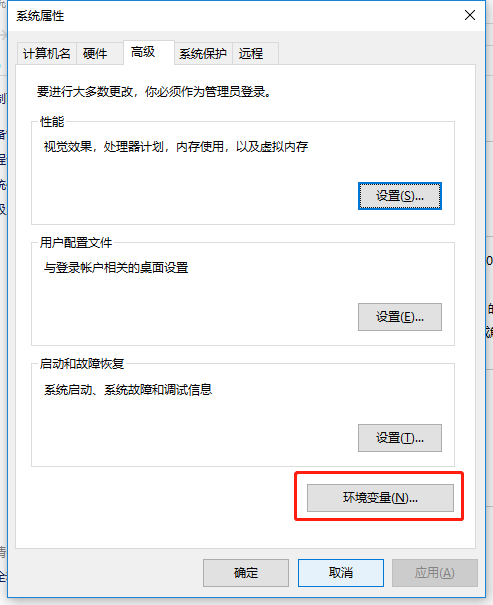 系统属性
计算机名 硬件 高级 系统保护 远程
要进行大多数更改，你必须作为管理员登录。
性能
视觉效果，处理器计划，内存使用，以及虚拟内存
设置(S)...
用户配置文件
与登录帐户相关的桌面设置
设置(E)...
启动和故障恢复
系统启动、系统故障和调试信息
设置(T)...
环境变量(N)...
确定 取消 应用(A)